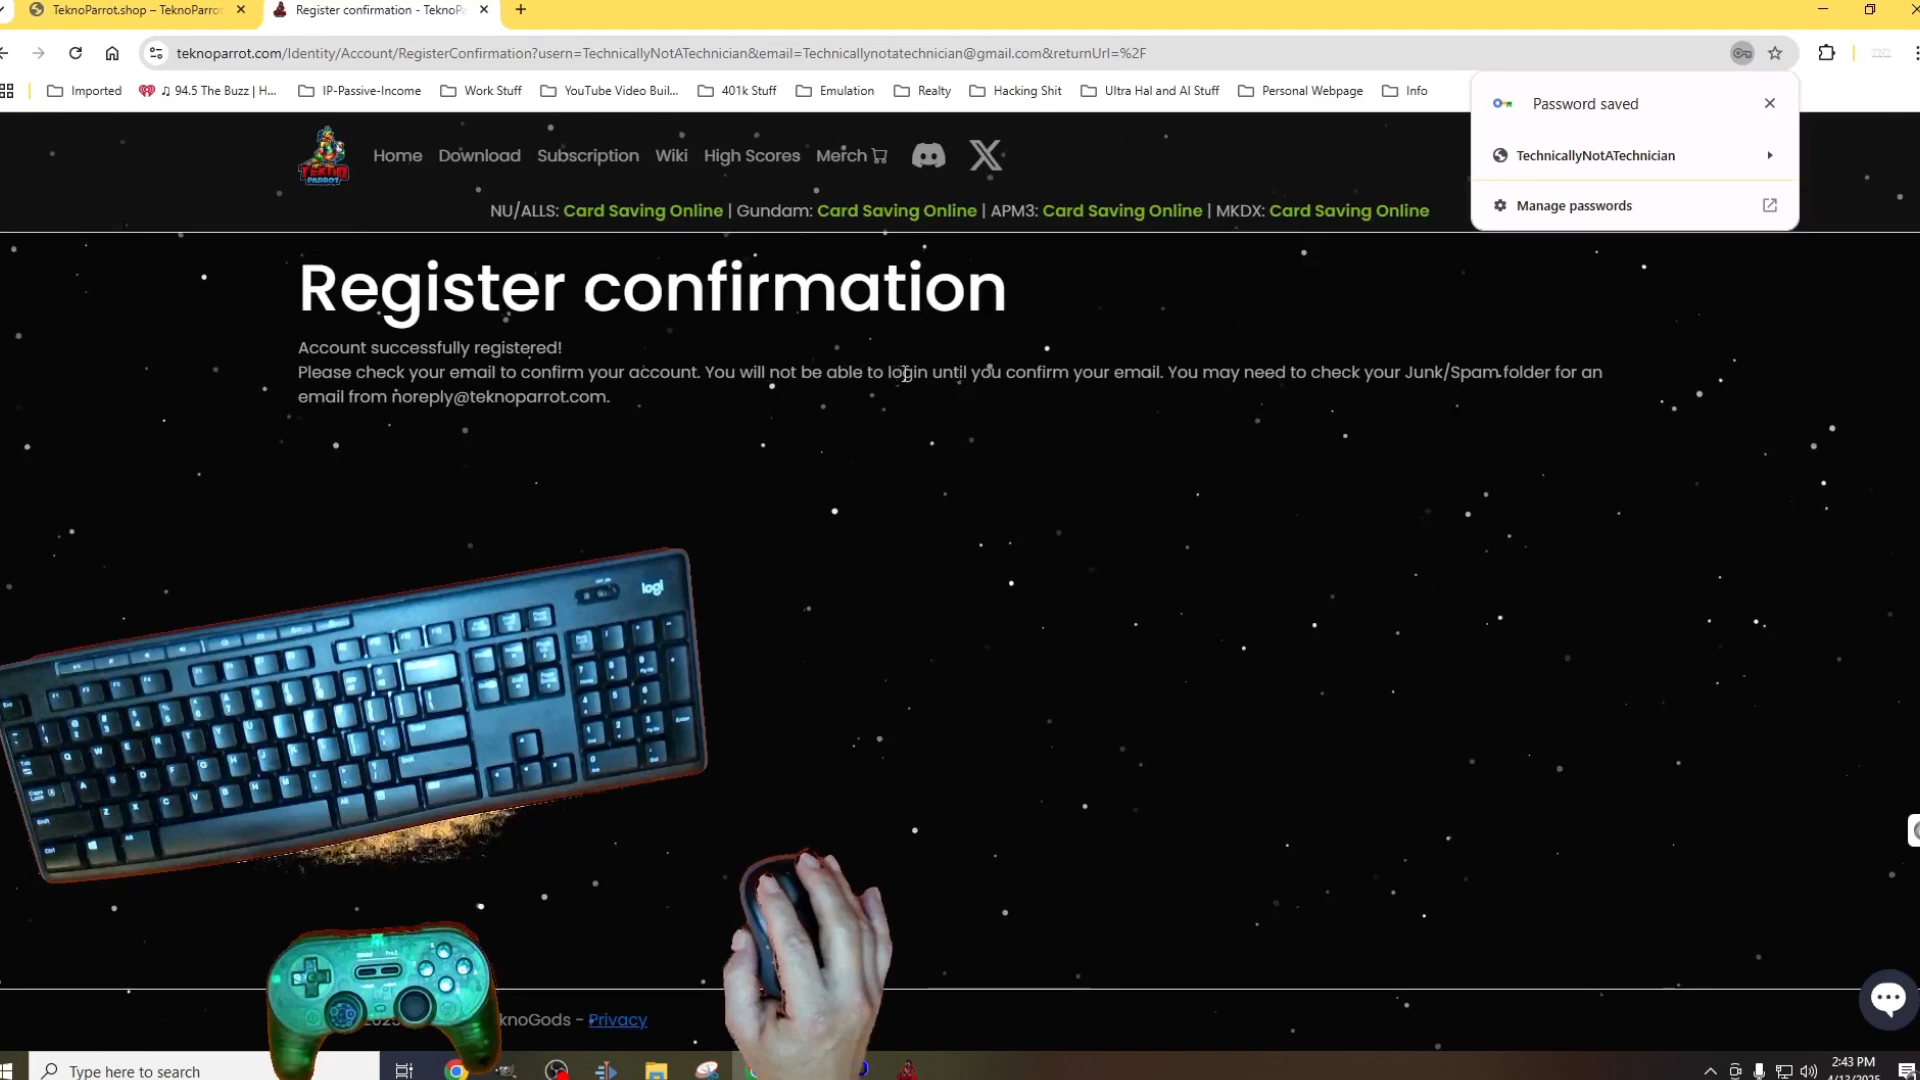 TeknoParrot.shop – TeknoParro
Register confirmation - TeknoPa
teknoparrot.com/Identity/Account/RegisterConfirmation?usern=TechnicallyNotATechnician&email=Technicallynotatechnician@gmail.com&returnUrl=%2F
Imported
♫ 94.5 The Buzz | H...
IP-Passive-Income
Work Stuff
YouTube Video Buil...
401k Stuff
Emulation
Realty
Hacking Shit
Ultra Hal and AI Stuff
Personal Webpage
Info
Password saved
TechnicallyNotATechnician
Manage passwords
TEKNO
PARROT
Home Download Subscription Wiki High Scores Merch
NU/ALLS: Card Saving Online | Gundam: Card Saving Online | APM3: Card Saving Online | MKDX: Card Saving Online
Register confirmation
Account successfully registered!
Please check your email to confirm your account. You will not be able to login until you confirm your email. You may need to check your Junk/Spam folder for an
email from noreply@teknoparrot.com.
logi
knoGods - Privacy
Type here to search
2:43 PM